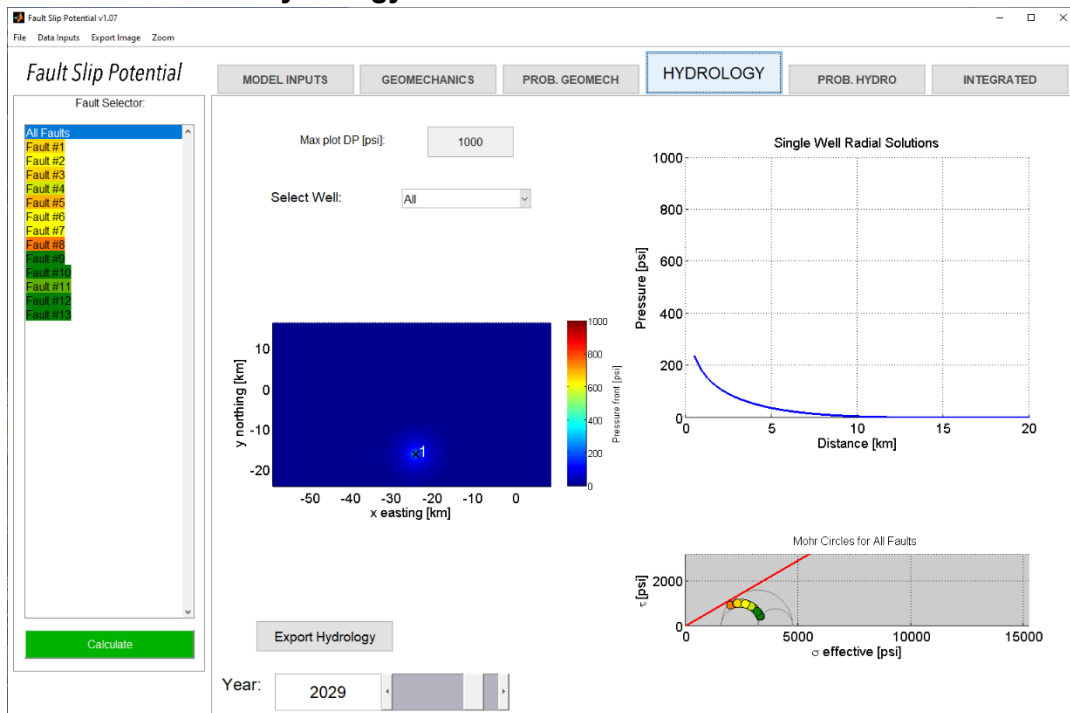 Fault Slip Potential v1.07
File Data Inputs Export Image Zoom
Fault Slip Potential
MODEL INPUTS GEOMECHANICS PROB. GEOMECH HYDROLOGY PROB. HYDRO INTEGRATED
Fault Selector:
All Faults
Fault #1
Fault #2
Fault #3
Fault #4
Fault #5
Fault #6
Fault #7
Fault #8
Fault #9
Fault #10
Fault #11
Fault #12
Fault #13
Calculate
Max plot DP [psi]: 1000
Select Well: All
10
0
-10
-20
y northing [km]
1
-50 -40 -30 -20 -10 0
x easting [km]
1000
800
600
400
200
0
Pressure front [psi]
Export Hydrology
Year: 2029
Single Well Radial Solutions
1000
800
600
400
200
0
Pressure [psi]
0 5 10 15 20
Distance [km]
Mohr Circles for All Faults
2000
0
τ [psi]
0 5000 10000 15000
σ effective [psi]